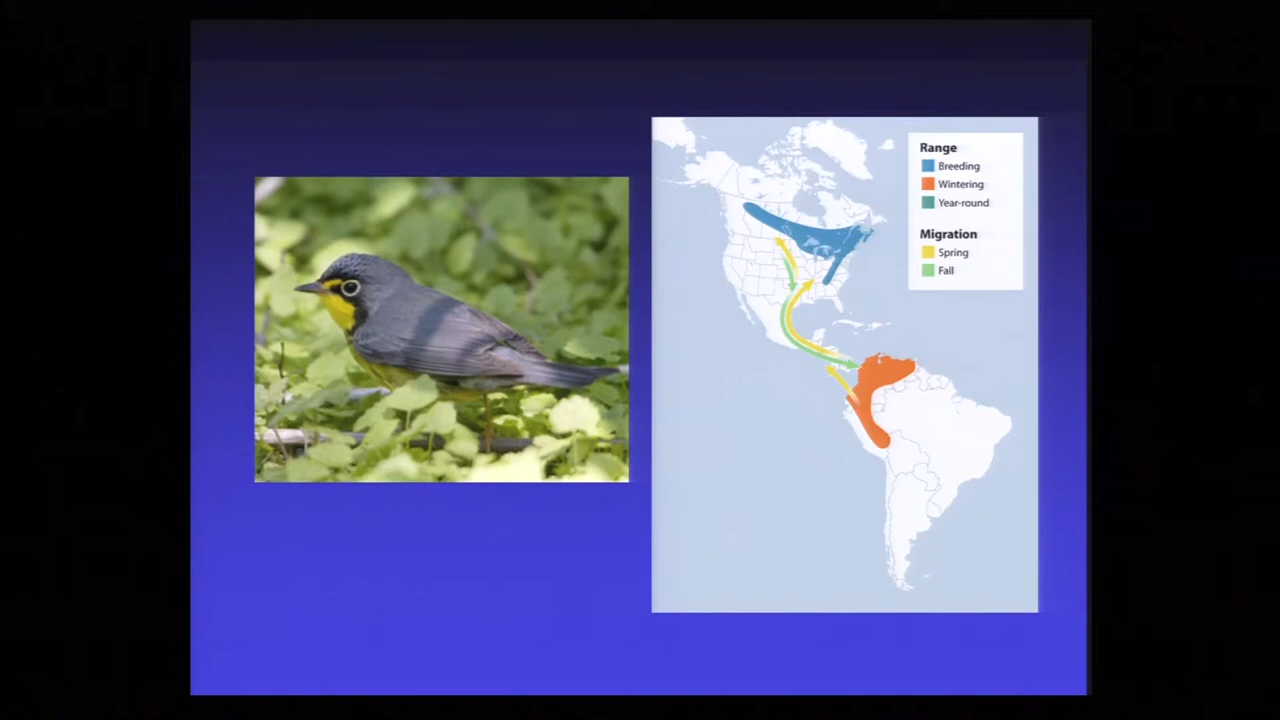 Range
Breeding
Wintering
Year-round
Migration
Spring
Fall